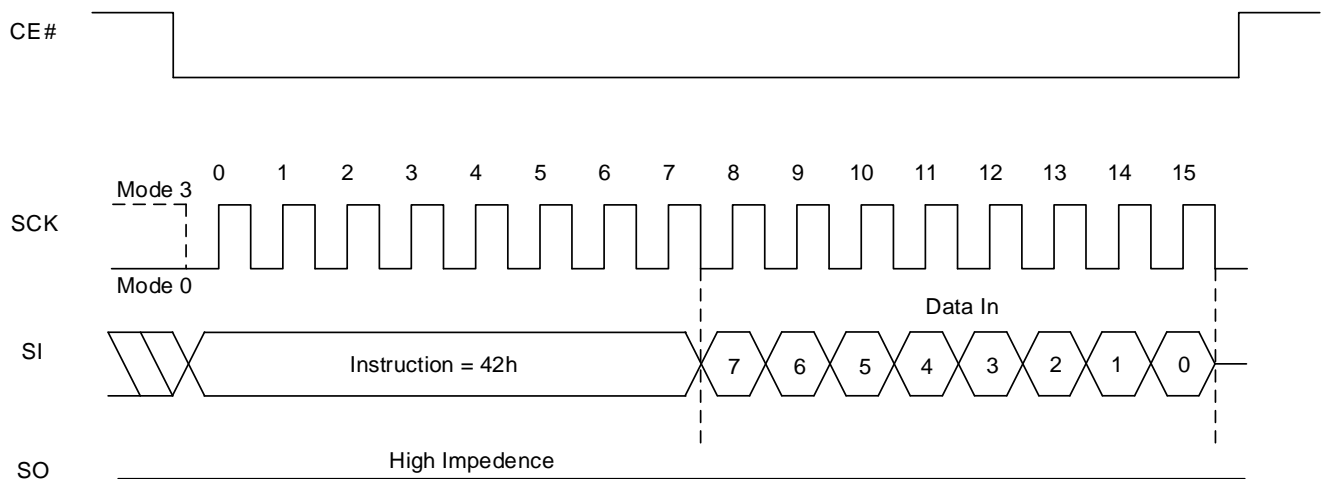 CE#
0 1 2 3 4 5 6 7 8 9 10 11 12 13 14 15
Mode 3
SCK
Mode 0
Data In
SI
Instruction = 42h
7 6 5 4 3 2 1 0
High Impedence
SO